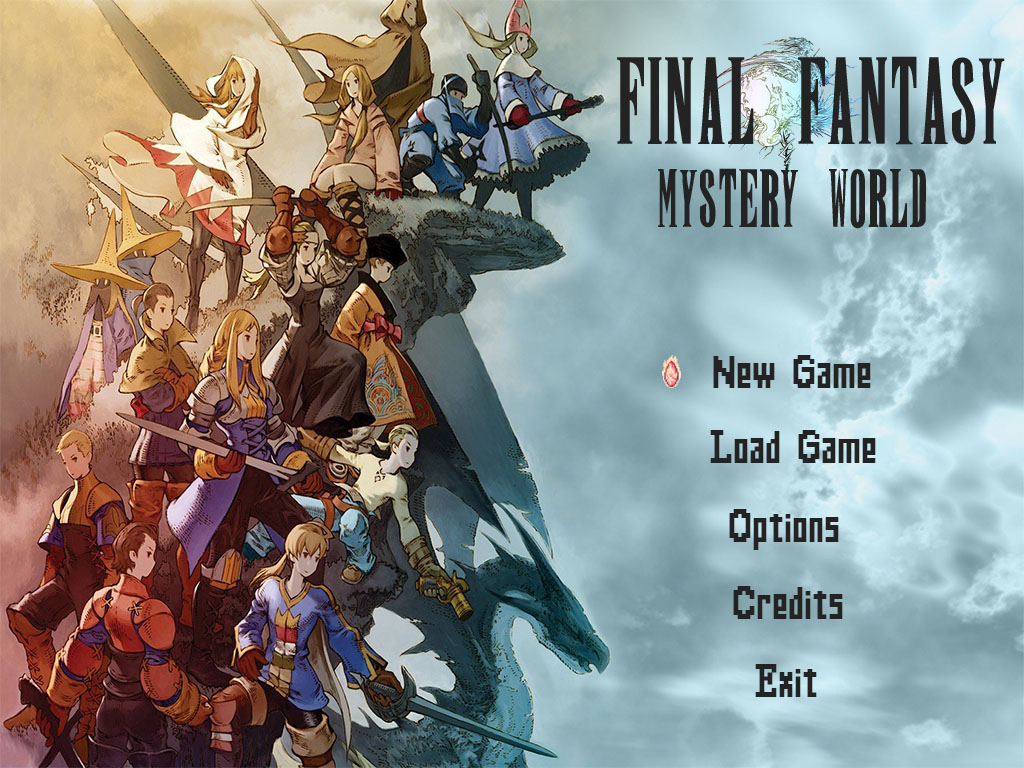 FINAL FANTASY
MYSTERY WORLD
New Game
Load Game
Options
Credits
Exit